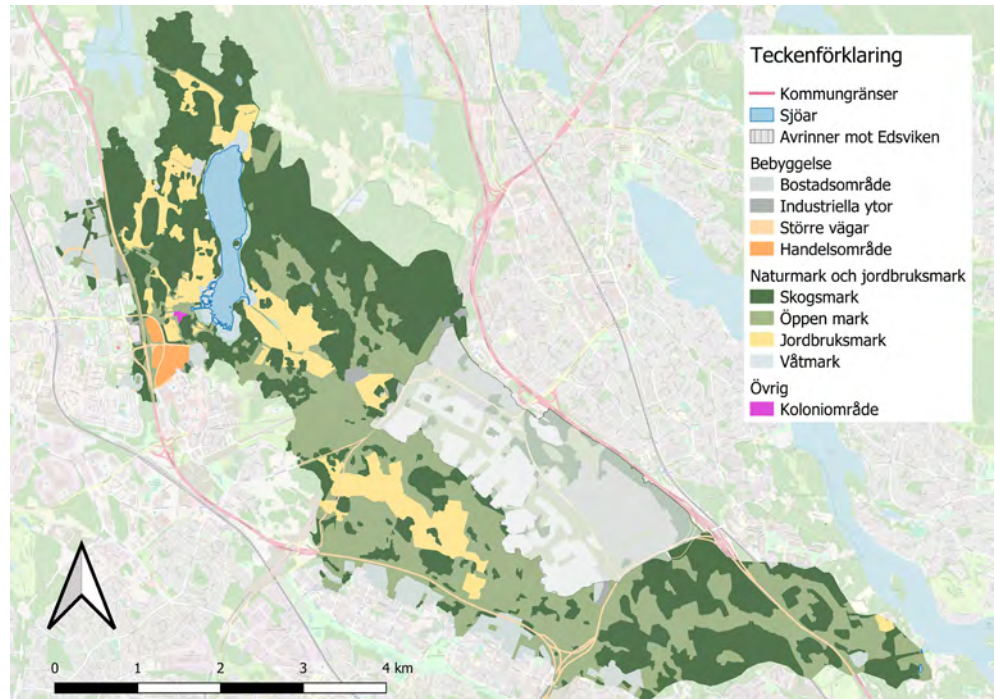 Teckenförklaring
Kommungränser
Sjöar
Avrinner mot Edsviken
Bebyggelse
Bostadsområde
Industriella ytor
Större vägar
Handelsområde
Naturmark och jordbruksmark
Skogsmark
Öppen mark
Jordbruksmark
Våtmark
Övrig
Koloniområde
0 1 2 3 4 km